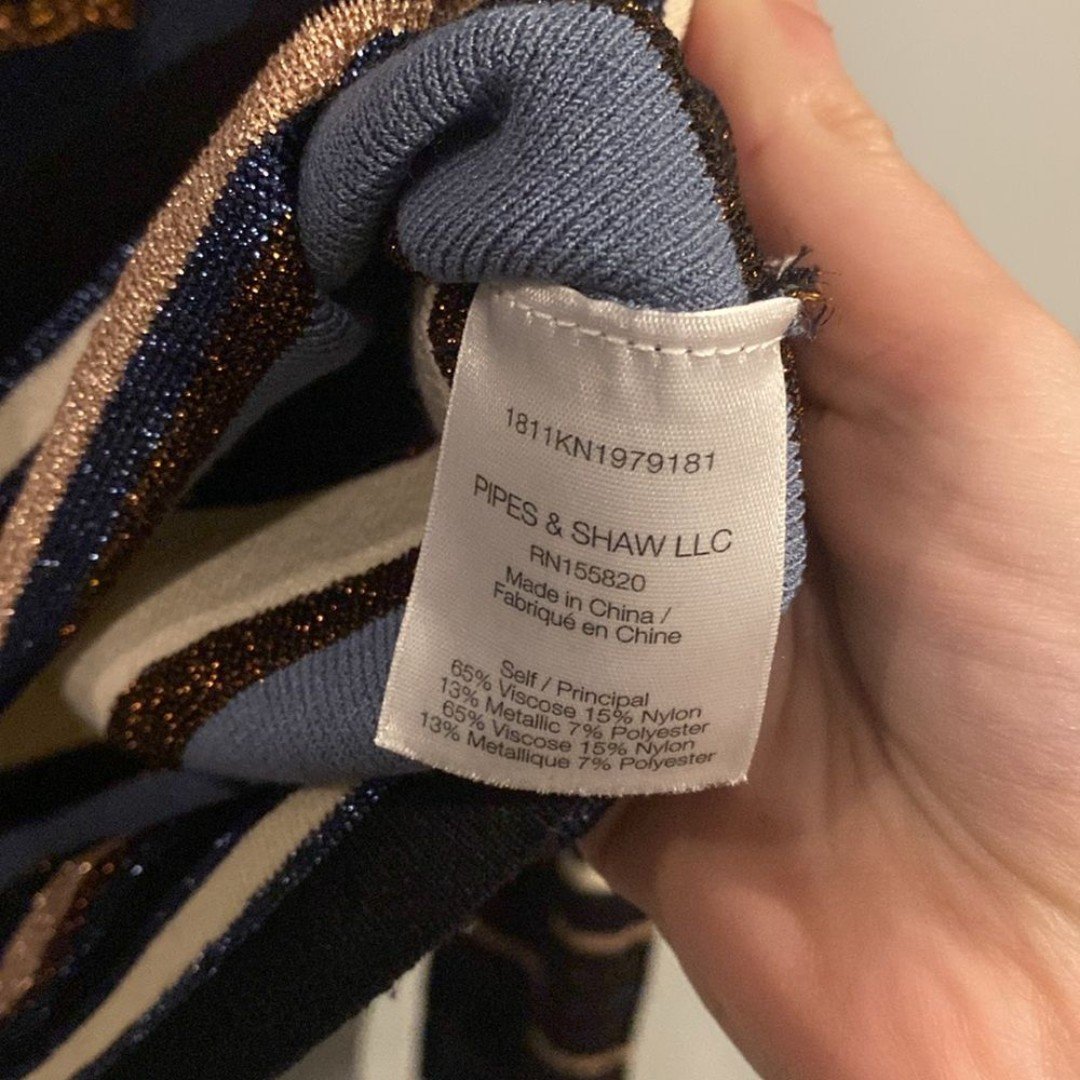 1811KN1979181
PIPES & SHAW LLC
RN155820
Made in China /
Fabriqué en Chine
Self / Principal
65% Viscose 15% Nylon
13% Metallic 7% Polyester
65% Viscose 15% Nylon
13% Metallique 7% Polyester